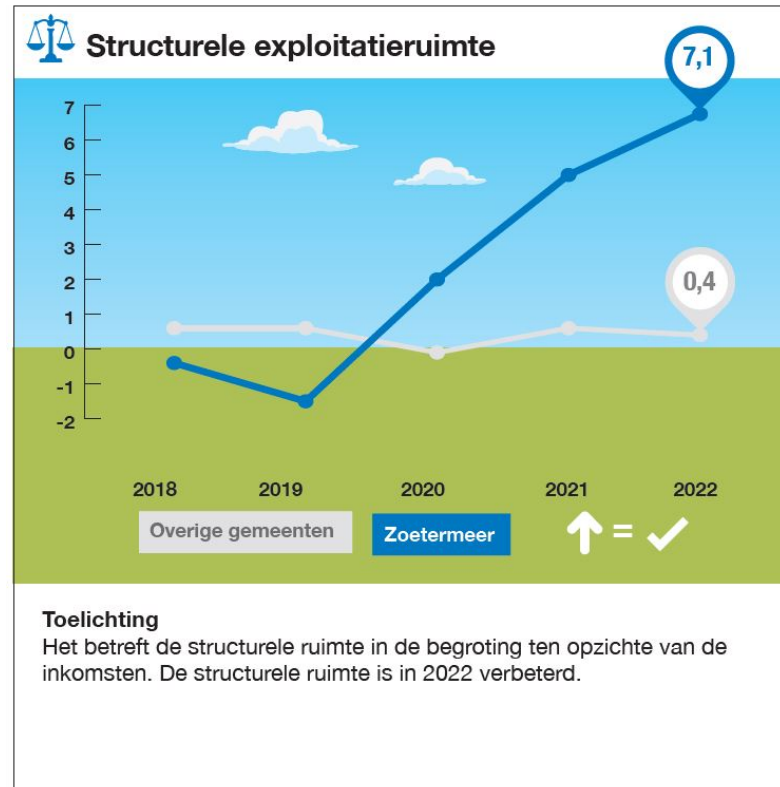 Structurele exploitatieruimte
7,1
7
6
5
4
3
2
1
0
-1
-2
0,4
2018 2019 2020 2021 2022
Overige gemeenten Zoetermeer =
Toelichting
Het betreft de structurele ruimte in de begroting ten opzichte van de
inkomsten. De structurele ruimte is in 2022 verbeterd.